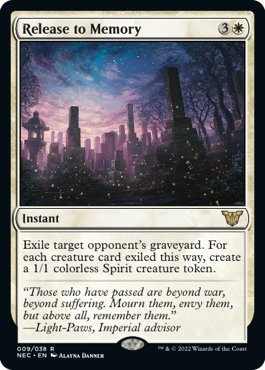 Release to Memory 3
Instant
Exile target opponent's graveyard. For
each creature card exiled this way, create
a 1/1 colorless Spirit creature token.
"Those who have passed are beyond war,
beyond suffering. Mourn them, envy them,
but above all, remember them."
—Light-Paws, Imperial advisor
009/038 R
NEC • EN Alayna Danner
™ & © 2022 Wizards of the Coast